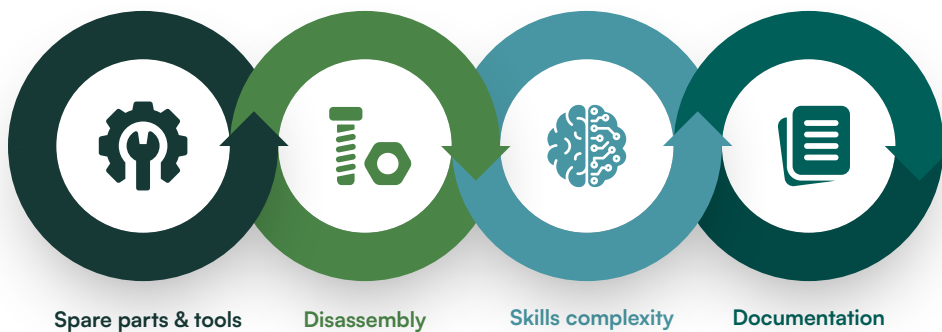 Spare parts & tools
Disassembly
Skills complexity
Documentation